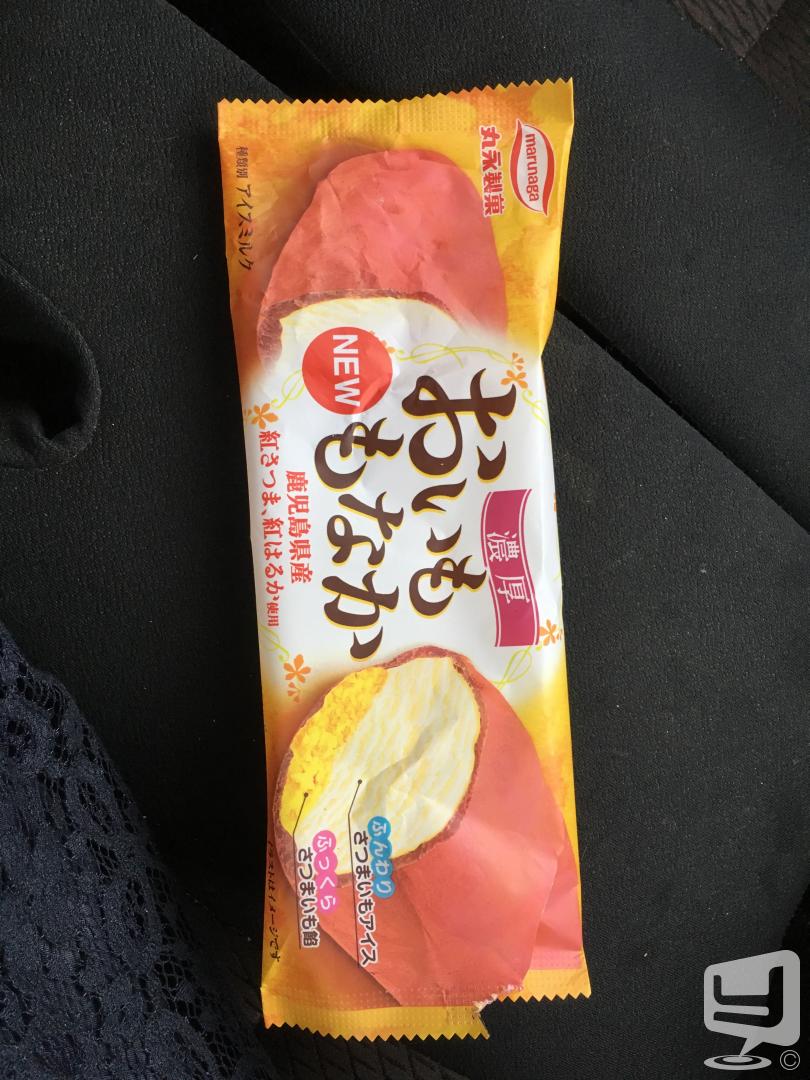 marunaga
丸永製菓
種類別 アイスミルク
NEW
濃厚
おいも
もなか
鹿児島県産
紅さつま、紅はるか使用
ふんわり
さつまいもアイス
ふっくら
さつまいも餡
イラストはイメージです
©